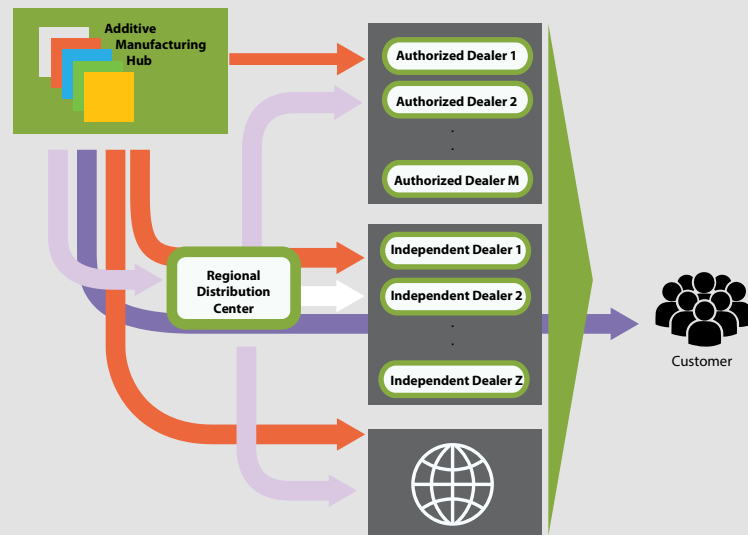 Additive
Manufacturing
Hub
Authorized Dealer 1
Authorized Dealer 2
.
.
Authorized Dealer M
Regional
Distribution
Center
Independent Dealer 1
Independent Dealer 2
.
.
Independent Dealer Z
Customer